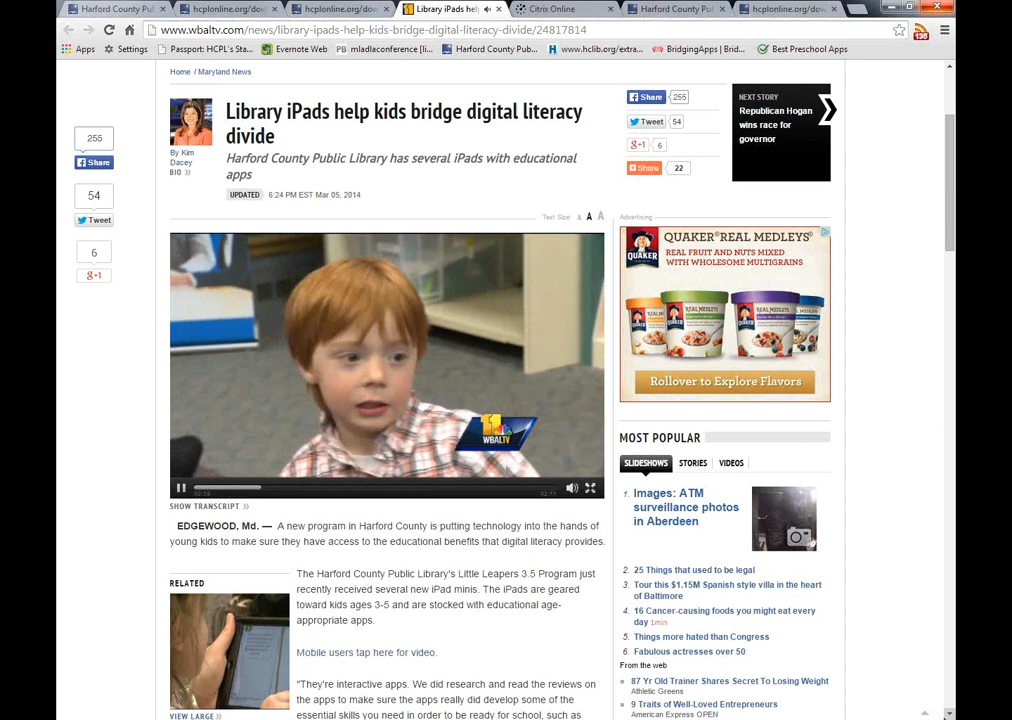 Harford County Pub
hcplonline.org/dow
hcplonline.org/dow
Library iPads help
Citrix Online
Harford County Pub
hcplonline.org/dow
www.wbaltv.com/news/library-ipads-help-kids-bridge-digital-literacy-divide/24817814
135
Apps
Settings
Passport: HCPL's Sta...
Evernote Web
PB mladlaconference [li...
Harford County Pub...
www.hclib.org/extra...
BridgingApps | Brid...
Best Preschool Apps
Home / Maryland News
255
Share
54
Tweet
6
g+1
By Kim
Dacey
BIO »
Library iPads help kids bridge digital literacy
divide
Harford County Public Library has several iPads with educational
apps
UPDATED 6:24 PM EST Mar 05, 2014
Share 255
Tweet 54
g+1 6
Share 22
NEXT STORY
Republican Hogan
wins race for
governor
Text Size: A A A
11
WBALTV
00:28
SHOW TRANSCRIPT »
EDGEWOOD, Md. — A new program in Harford County is putting technology into the hands of
young kids to make sure they have access to the educational benefits that digital literacy provides.
RELATED
VIEW LARGE »
The Harford County Public Library's Little Leapers 3.5 Program just
recently received several new iPad minis. The iPads are geared
toward kids ages 3-5 and are stocked with educational age-
appropriate apps.
Mobile users tap here for video.
"They're interactive apps. We did research and read the reviews on
the apps to make sure the apps really did develop some of the
essential skills you need in order to be ready for school, such as
Advertising
QUAKER
QUAKER® REAL MEDLEYS®
REAL FRUIT AND NUTS MIXED
WITH WHOLESOME MULTIGRAINS
Rollover to Explore Flavors
MOST POPULAR
SLIDESHOWS STORIES VIDEOS
1. Images: ATM
surveillance photos
in Aberdeen
2. 25 Things that used to be legal
3. Tour this $1.15M Spanish style villa in the heart
of Baltimore
4. 16 Cancer-causing foods you might eat every
day 1min
5. Things more hated than Congress
6. Fabulous actresses over 50
From the web
87 Yr Old Trainer Shares Secret To Losing Weight
Athletic Greens
9 Traits of Well-Loved Entrepreneurs
American Express OPEN